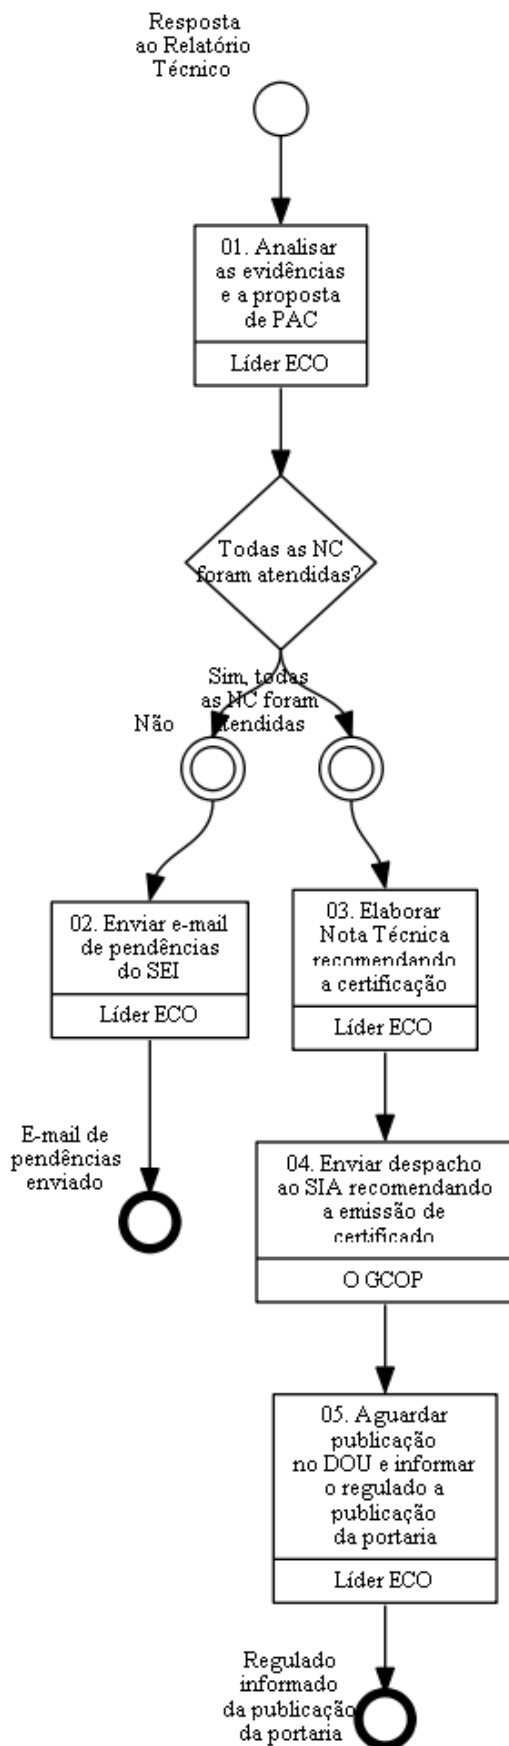 Resposta
ao Relatório
Técnico
01. Analisar
as evidências
e a proposta
de PAC
Líder ECO
Todas as NC
foram atendidas?
Sim, todas
as NC foram
atendidas
Não
02. Enviar e-mail
de pendências
do SEI
Líder ECO
03. Elaborar
Nota Técnica
recomendando
a certificação
Líder ECO
E-mail de
pendências
enviado
04. Enviar despacho
ao SIA recomendando
a emissão de
certificado
O GCOP
05. Aguardar
publicação
no DOU e informar
o regulado a
publicação
da portaria
Líder ECO
Regulado
informado
da publicação
da portaria